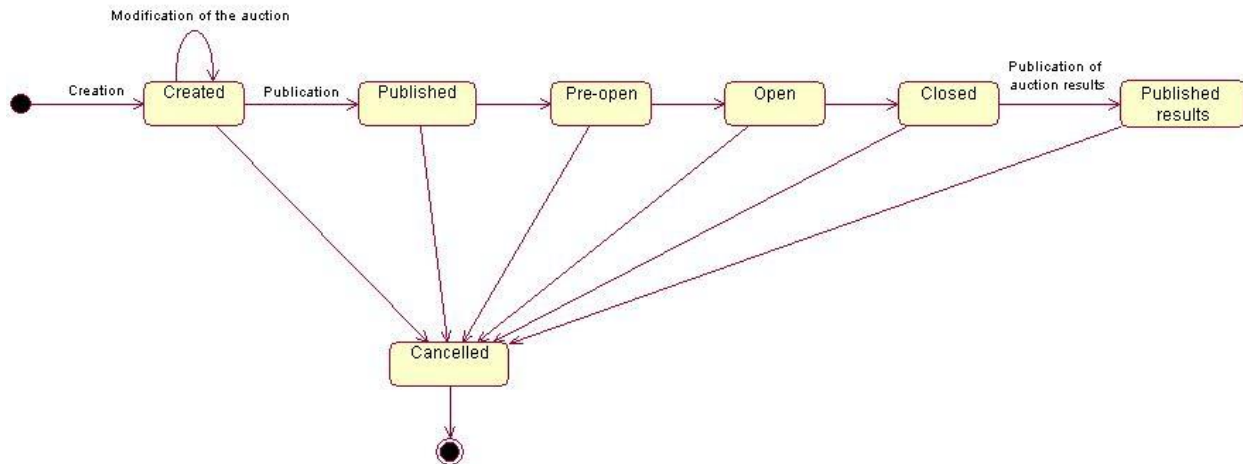 Modification of the auction
Creation
Created
Publication
Published
Pre-open
Open
Closed
Publication of
auction results
Published
results
Cancelled